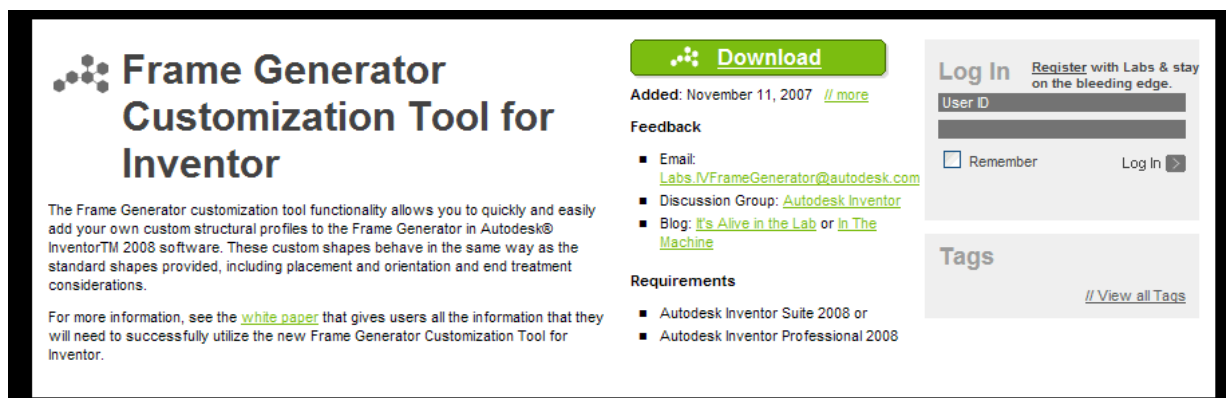 Frame Generator
Customization Tool for
Inventor
The Frame Generator customization tool functionality allows you to quickly and easily
add your own custom structural profiles to the Frame Generator in Autodesk®
InventorTM 2008 software. These custom shapes behave in the same way as the
standard shapes provided, including placement and orientation and end treatment
considerations.
For more information, see the white paper that gives users all the information that they
will need to successfully utilize the new Frame Generator Customization Tool for
Inventor.
Download
Added: November 11, 2007 // more
Feedback
■ Email:
Labs.IVFrameGenerator@autodesk.com
■ Discussion Group: Autodesk Inventor
■ Blog: It's Alive in the Lab or In The
Machine
Requirements
■ Autodesk Inventor Suite 2008 or
■ Autodesk Inventor Professional 2008
Log In
Register with Labs & stay
on the bleeding edge.
User ID
Remember
Log In
Tags
// View all Tags